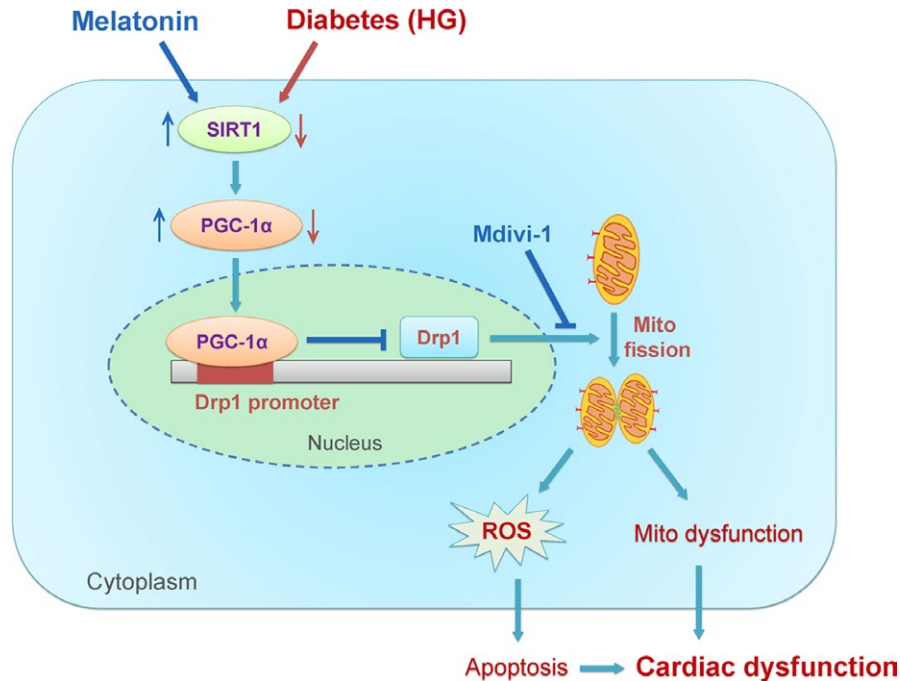 Melatonin
Diabetes (HG)
SIRT1
PGC-1α
Mdivi-1
PGC-1α
Drp1
Mito
fission
Drp1 promoter
Nucleus
ROS
Mito dysfunction
Cytoplasm
Apoptosis
Cardiac dysfunction